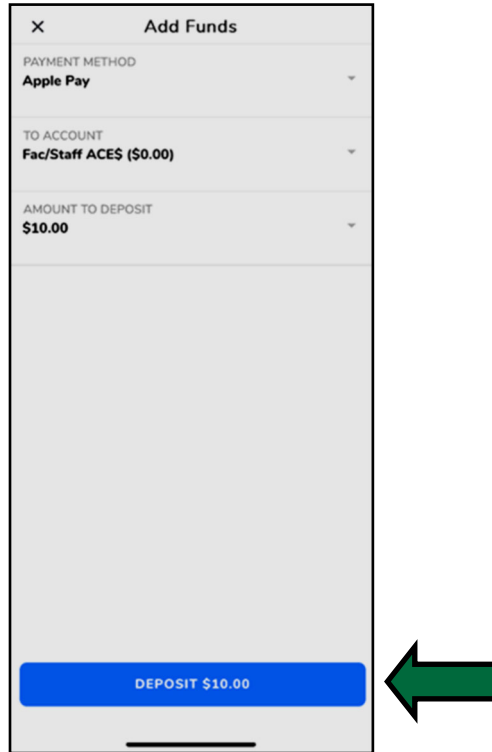 Add Funds
PAYMENT METHOD
Apple Pay
TO ACCOUNT
Fac/Staff ACE$ ($0.00)
AMOUNT TO DEPOSIT
$10.00
DEPOSIT $10.00